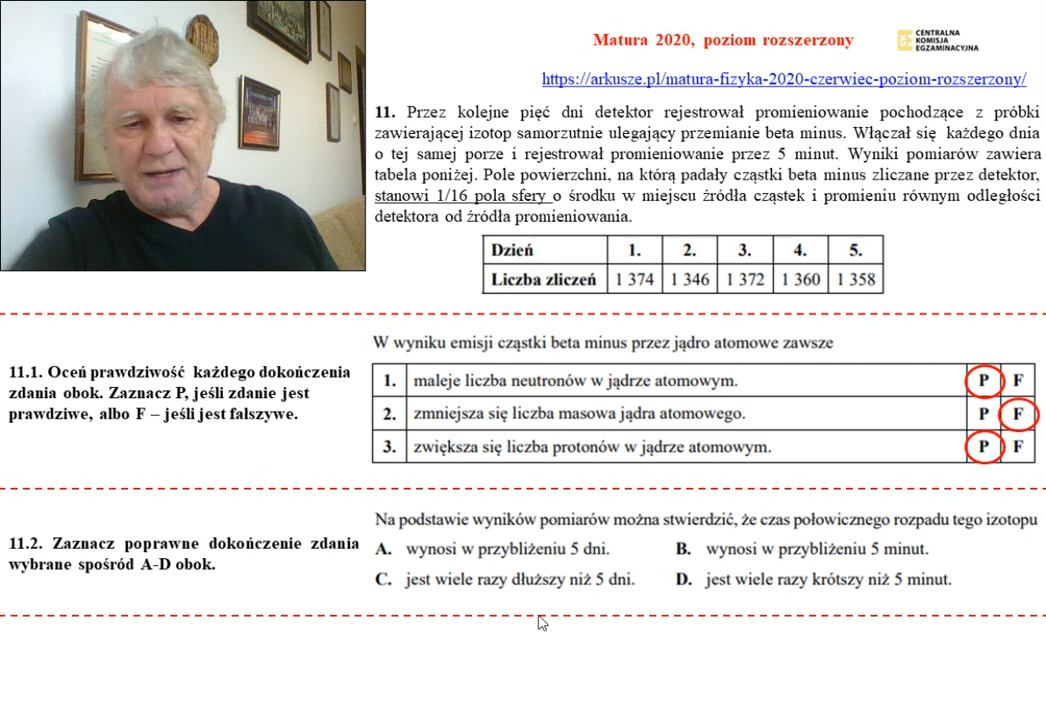 Matura 2020, poziom rozszerzony
CENTRALNA
KOMISJA
EGZAMINACYJNA
https://arkusze.pl/matura-fizyka-2020-czerwiec-poziom-rozszerzony/
11. Przez kolejne pięć dni detektor rejestrował promieniowanie pochodzące z próbki
zawierającej izotop samorzutnie ulegający przemianie beta minus. Włączał się każdego dnia
o tej samej porze i rejestrował promieniowanie przez 5 minut. Wyniki pomiarów zawiera
tabela poniżej. Pole powierzchni, na którą padały cząstki beta minus zliczane przez detektor,
stanowi 1/16 pola sfery o środku w miejscu źródła cząstek i promieniu równym odległości
detektora od źródła promieniowania.
Dzień 1. 2. 3. 4. 5.
Liczba zliczeń 1 374 1 346 1 372 1 360 1 358
11.1. Oceń prawdziwość każdego dokończenia
zdania obok. Zaznacz P, jeśli zdanie jest
prawdziwe, albo F – jeśli jest fałszywe.
W wyniku emisji cząstki beta minus przez jądro atomowe zawsze
1. maleje liczba neutronów w jądrze atomowym. P F
2. zmniejsza się liczba masowa jądra atomowego. P F
3. zwiększa się liczba protonów w jądrze atomowym. P F
11.2. Zaznacz poprawne dokończenie zdania
wybrane spośród A-D obok.
Na podstawie wyników pomiarów można stwierdzić, że czas połowicznego rozpadu tego izotopu
A. wynosi w przybliżeniu 5 dni. B. wynosi w przybliżeniu 5 minut.
C. jest wiele razy dłuższy niż 5 dni. D. jest wiele razy krótszy niż 5 minut.